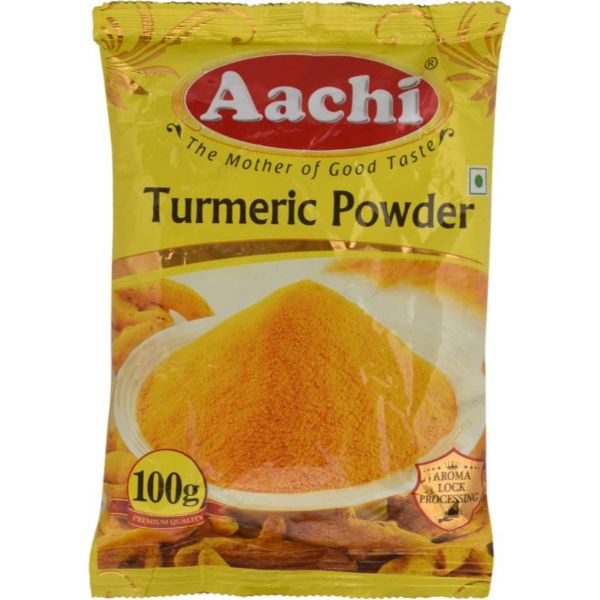 Aachi®
The Mother of Good Taste
Turmeric Powder
100g
PREMIUM QUALITY
AROMA
LOCK
PROCESSING